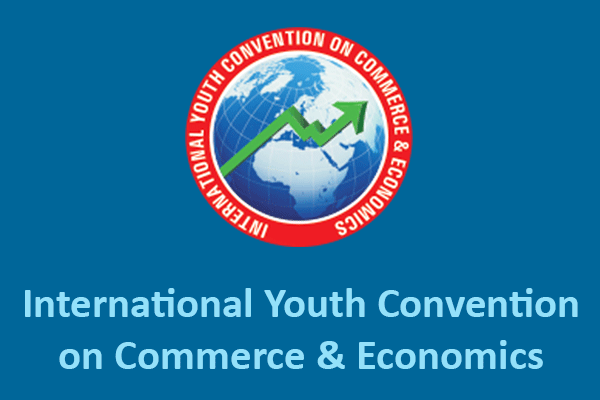 INTERNATIONAL YOUTH CONVENTION ON COMMERCE & ECONOMICS
International Youth Convention
on Commerce & Economics